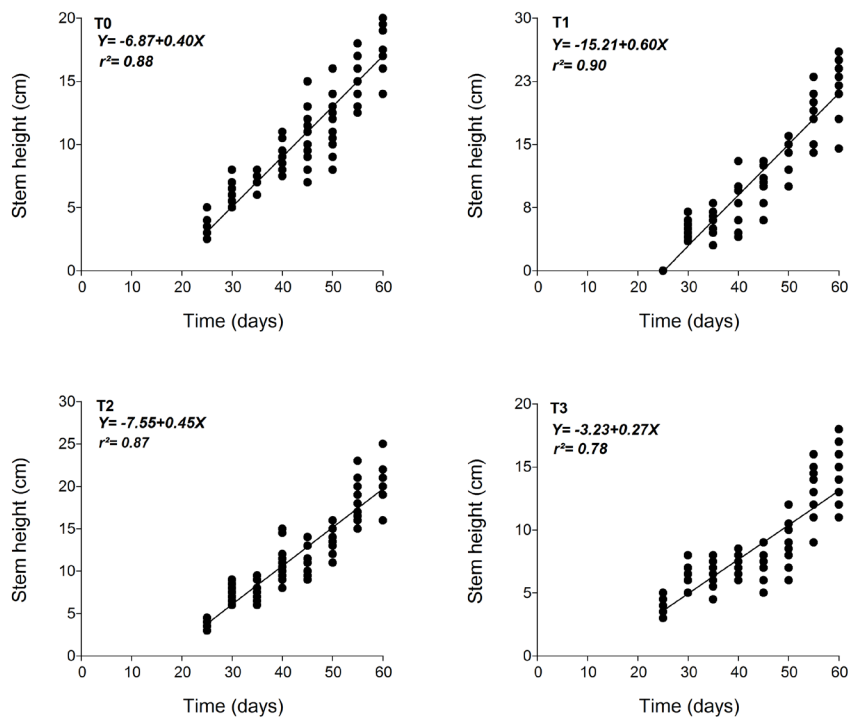 T0
Y= -6.87+0.40X
r²= 0.88
20
15
10
5
0
Stem height (cm)
0 10 20 30 40 50 60
Time (days)
T1
Y= -15.21+0.60X
r²= 0.90
30
23
15
8
0
Stem height (cm)
0 10 20 30 40 50 60
Time (days)
T2
Y= -7.55+0.45X
r²= 0.87
30
25
20
15
10
5
0
Stem height (cm)
0 10 20 30 40 50 60
Time (days)
T3
Y= -3.23+0.27X
r²= 0.78
20
15
10
5
0
Stem height (cm)
0 10 20 30 40 50 60
Time (days)